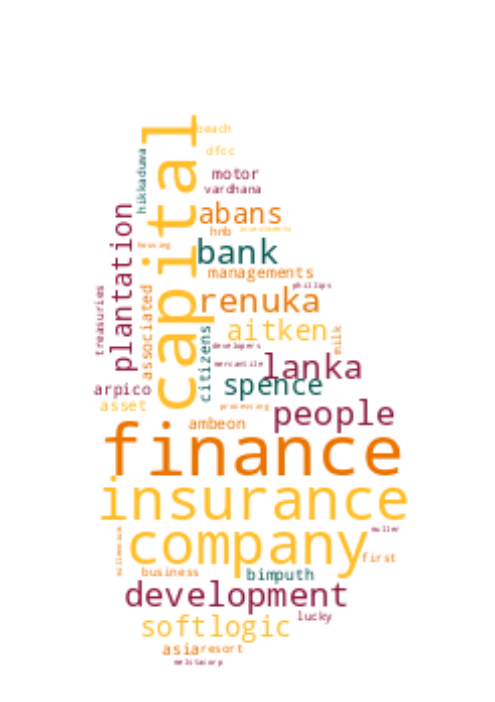 capital
beach
dfcc
hikkaduwa
motor
vardhana
plantation
abans
hnb
investments
housing
bank
managements
phillips
treasuries
associated
renuka
aitken
milk
citizens
developers
mercantile
lanka
spence
arpico
asset
processing
people
ambeon
finance
insurance
company
muller
first
business
bimputh
development
lucky
softlogic
asia
resort
melstacorp